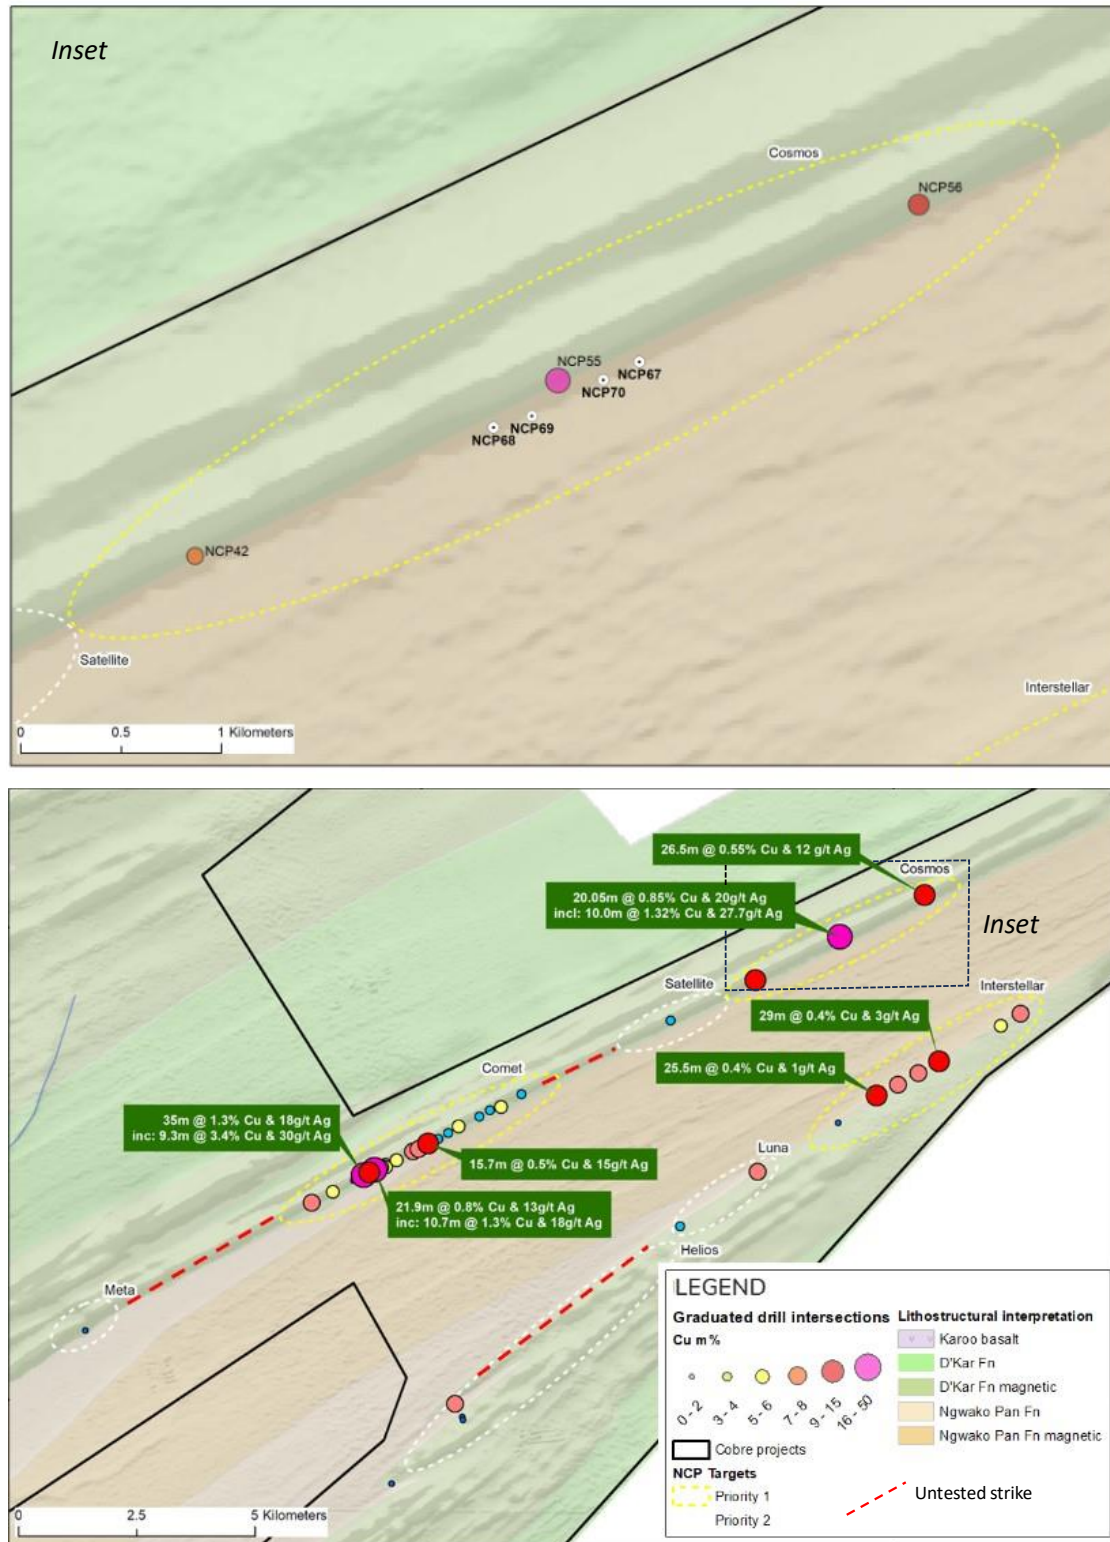 Inset
Cosmos
NCP56
NCP55
NCP67
NCP70
NCP69
NCP68
NCP42
Satellite
Interstellar
0 0.5 1 Kilometers
26.5m @ 0.55% Cu & 12 g/t Ag
Cosmos
20.05m @ 0.85% Cu & 20g/t Ag
incl: 10.0m @ 1.32% Cu & 27.7g/t Ag
Inset
Satellite
Interstellar
29m @ 0.4% Cu & 3g/t Ag
25.5m @ 0.4% Cu & 1g/t Ag
Comet
35m @ 1.3% Cu & 18g/t Ag
inc: 9.3m @ 3.4% Cu & 30g/t Ag
Luna
15.7m @ 0.5% Cu & 15g/t Ag
21.9m @ 0.8% Cu & 13g/t Ag
inc: 10.7m @ 1.3% Cu & 18g/t Ag
Helios
Meta
LEGEND
Graduated drill intersections
Cu m%
0 - 2
3 - 4
5 - 6
7 - 8
9 - 15
16 - 50
Cobre projects
NCP Targets
Priority 1
Priority 2
Lithostructural interpretation
Karoo basalt
D'Kar Fn
D'Kar Fn magnetic
Ngwako Pan Fn
Ngwako Pan Fn magnetic
Untested strike
0 2.5 5 Kilometers